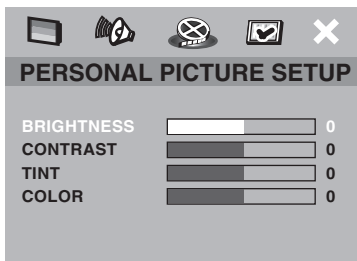 PERSONAL PICTURE SETUP
BRIGHTNESS 0
CONTRAST 0
TINT 0
COLOR 0